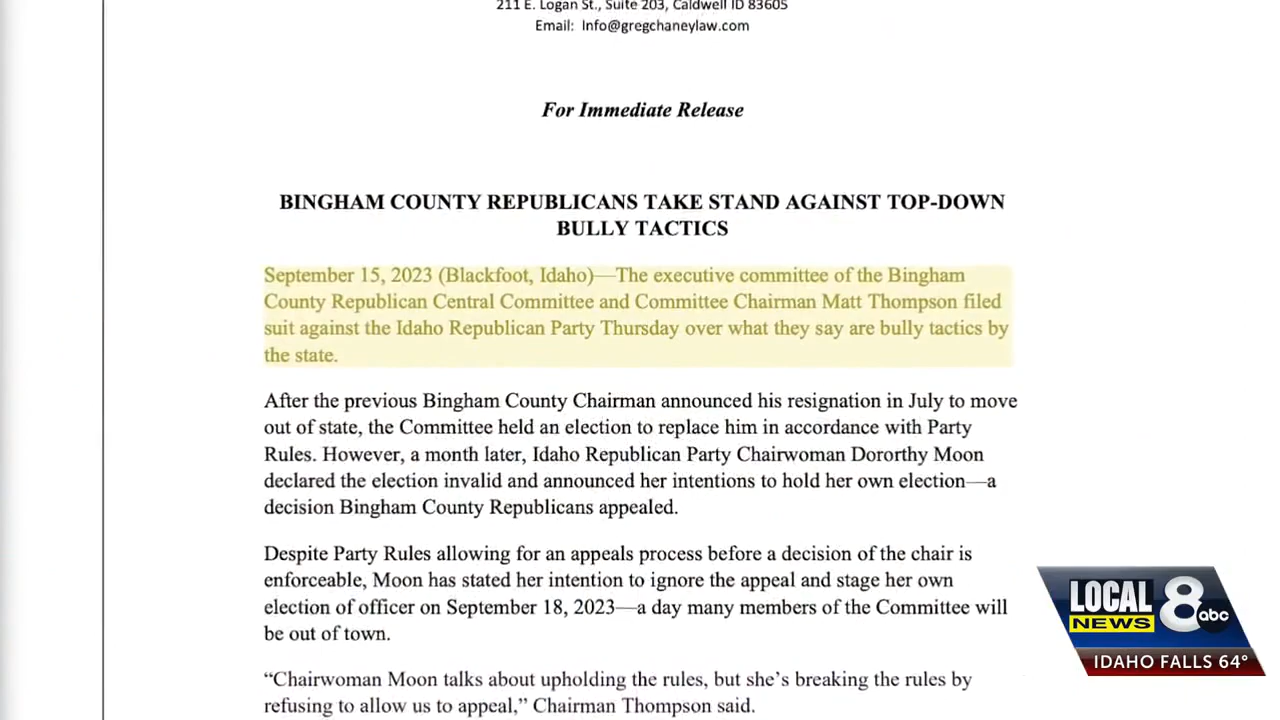 211 E. Logan St., Suite 203, Caldwell ID 83605
Email: Info@gregchaneylaw.com
For Immediate Release
BINGHAM COUNTY REPUBLICANS TAKE STAND AGAINST TOP-DOWN
BULLY TACTICS
September 15, 2023 (Blackfoot, Idaho)—The executive committee of the Bingham
County Republican Central Committee and Committee Chairman Matt Thompson filed
suit against the Idaho Republican Party Thursday over what they say are bully tactics by
the state.
After the previous Bingham County Chairman announced his resignation in July to move
out of state, the Committee held an election to replace him in accordance with Party
Rules. However, a month later, Idaho Republican Party Chairwoman Dororthy Moon
declared the election invalid and announced her intentions to hold her own election—a
decision Bingham County Republicans appealed.
Despite Party Rules allowing for an appeals process before a decision of the chair is
enforceable, Moon has stated her intention to ignore the appeal and stage her own
election of officer on September 18, 2023—a day many members of the Committee will
be out of town.
“Chairwoman Moon talks about upholding the rules, but she’s breaking the rules by
refusing to allow us to appeal,” Chairman Thompson said.
LOCAL
NEWS
8
abc
IDAHO FALLS 64°